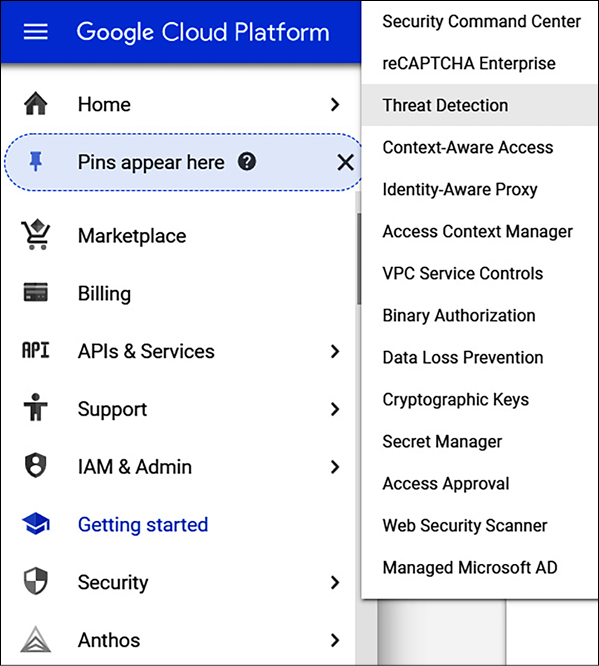 Google Cloud Platform
Home
Pins appear here ?
Marketplace
Billing
API APIs & Services
Support
IAM & Admin
Getting started
Security
Anthos
Security Command Center
reCAPTCHA Enterprise
Threat Detection
Context-Aware Access
Identity-Aware Proxy
Access Context Manager
VPC Service Controls
Binary Authorization
Data Loss Prevention
Cryptographic Keys
Secret Manager
Access Approval
Web Security Scanner
Managed Microsoft AD